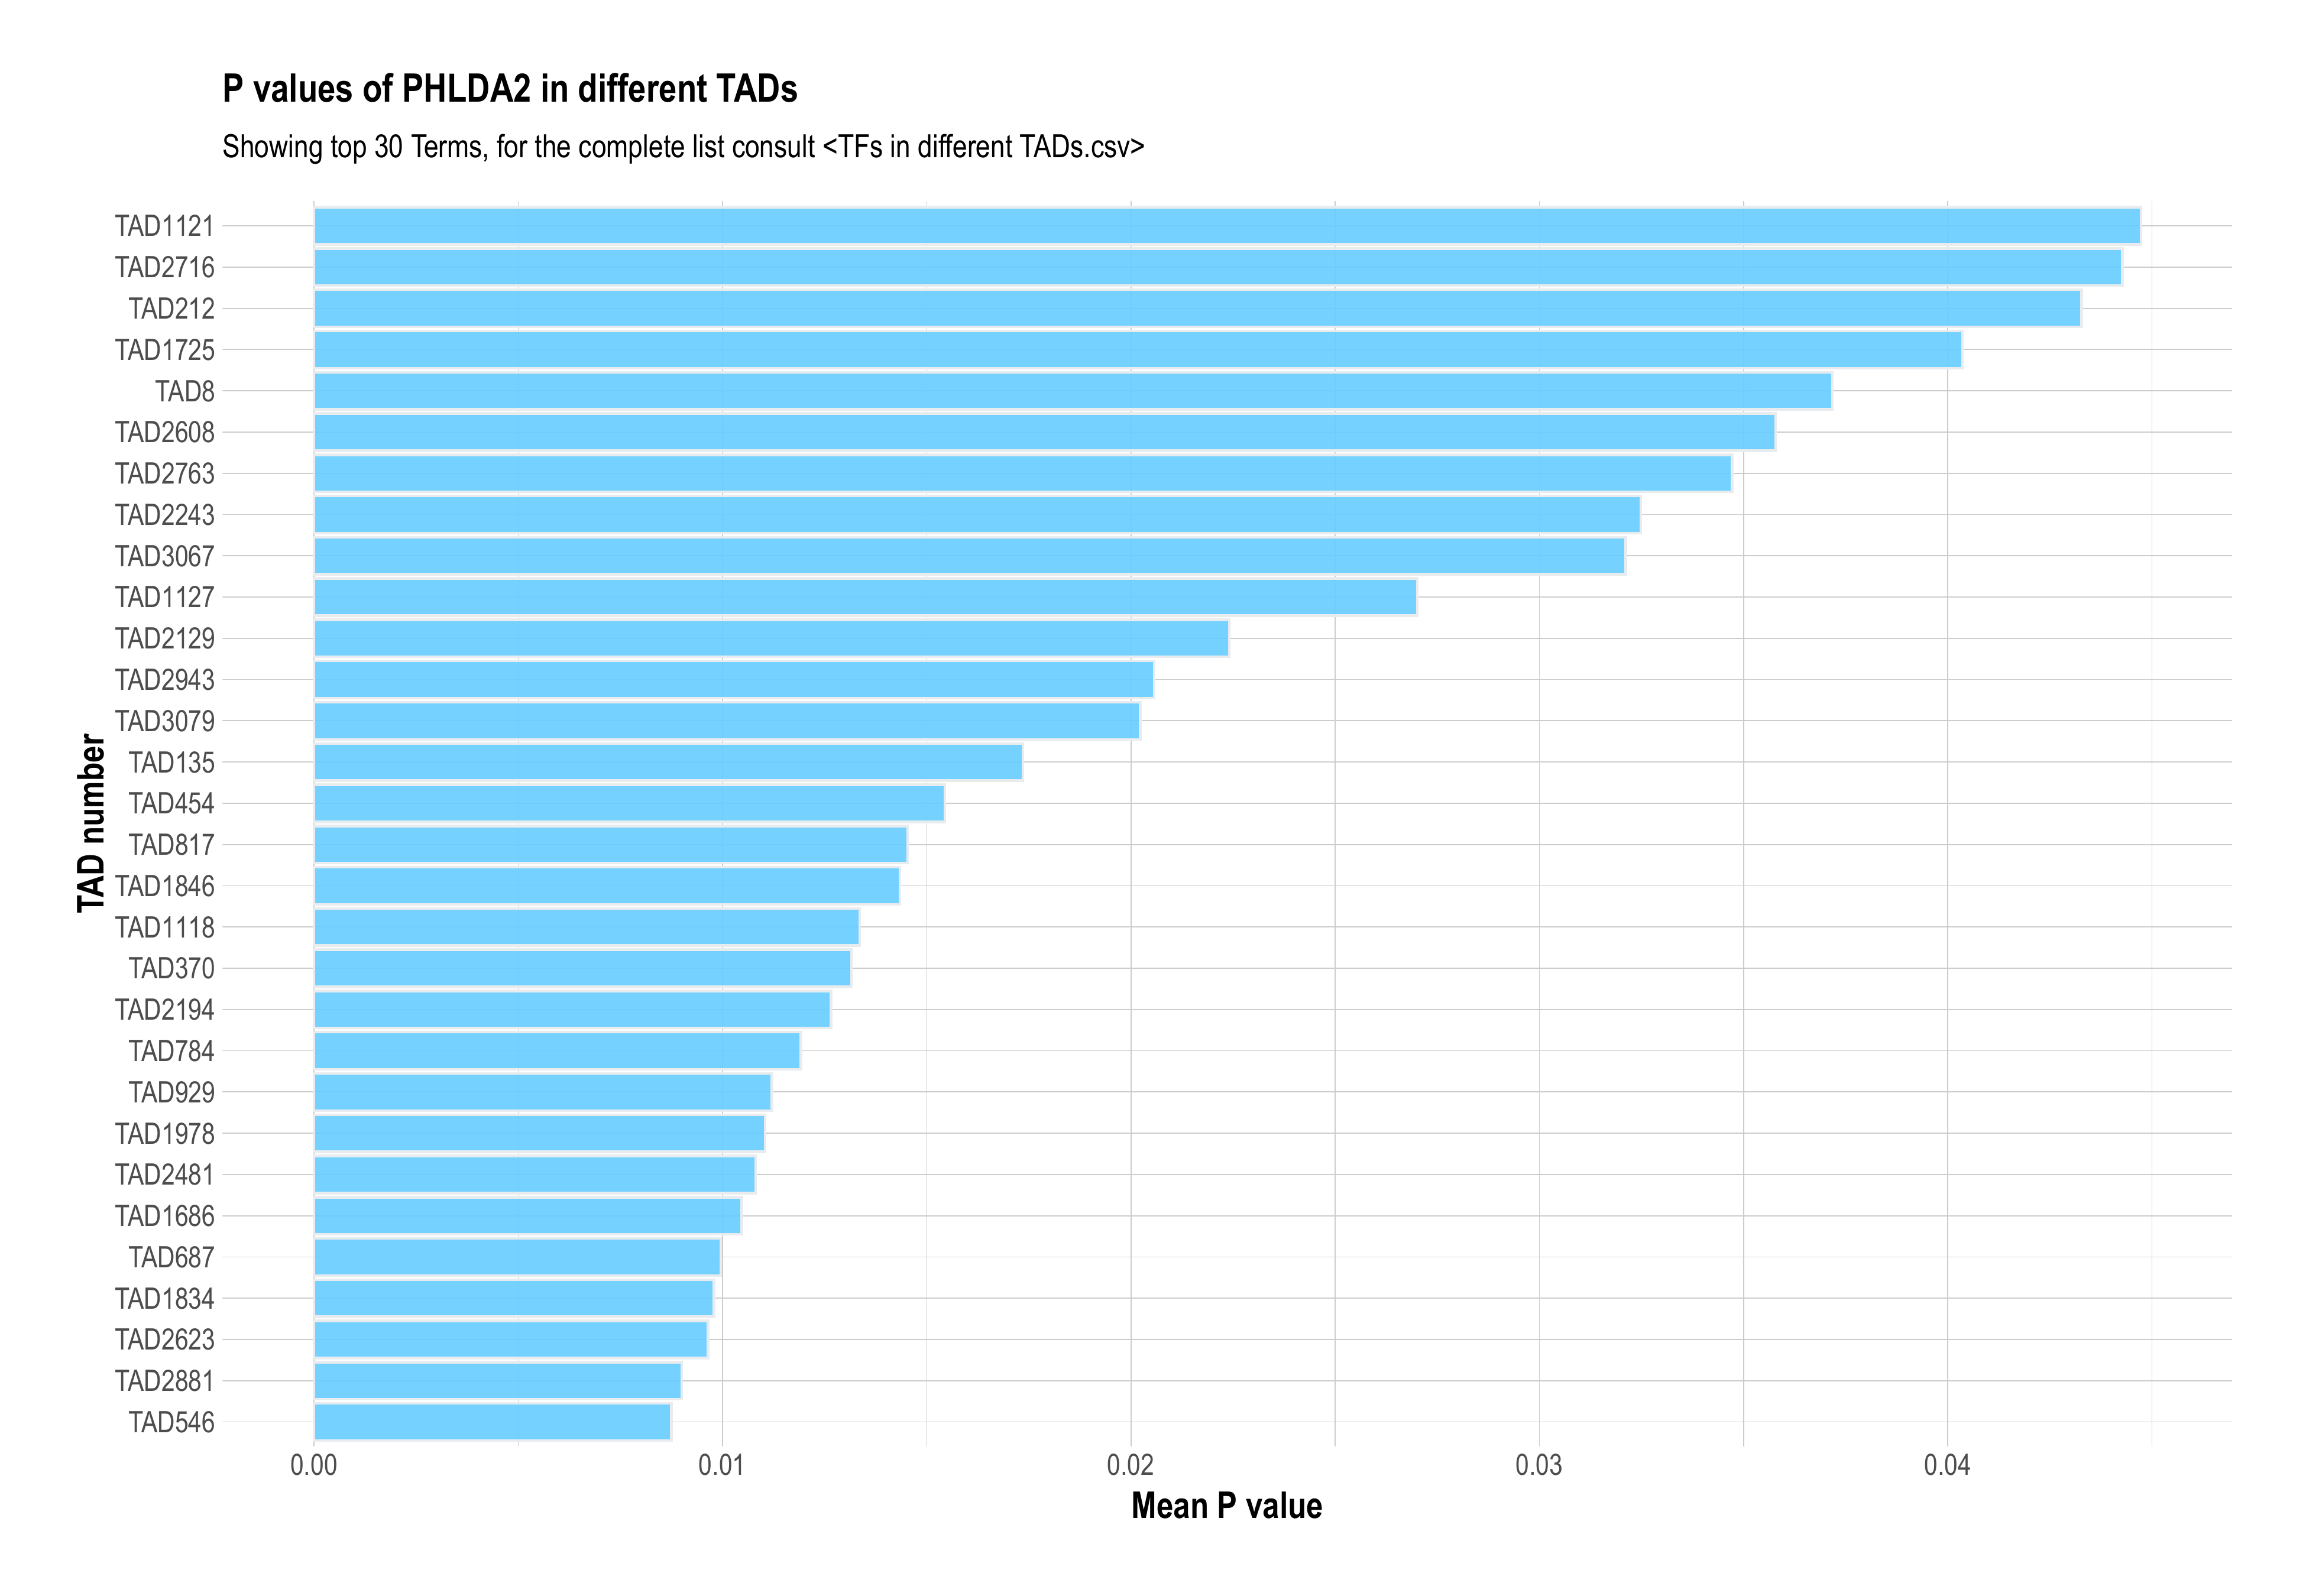 P values of PHLDA2 in different TADs
Showing top 30 Terms, for the complete list consult <TFs in different TADs.csv>
TAD number
TAD1121
TAD2716
TAD212
TAD1725
TAD8
TAD2608
TAD2763
TAD2243
TAD3067
TAD1127
TAD2129
TAD2943
TAD3079
TAD135
TAD454
TAD817
TAD1846
TAD1118
TAD370
TAD2194
TAD784
TAD929
TAD1978
TAD2481
TAD1686
TAD687
TAD1834
TAD2623
TAD2881
TAD546
0.00 0.01 0.02 0.03 0.04
Mean P value